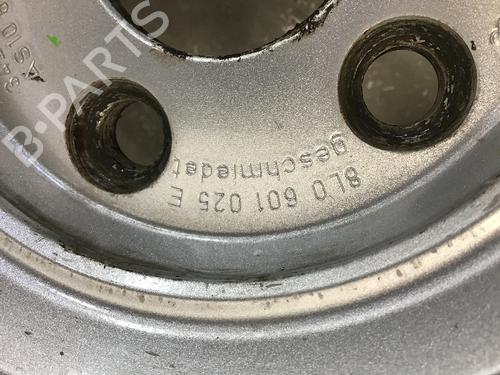 B-PARTS
geschmiedet
8L0 601 025 E